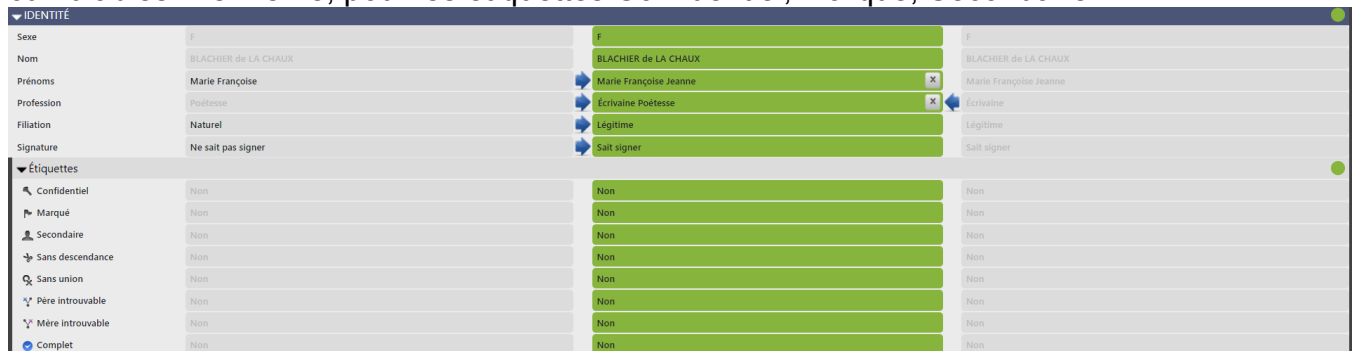 IDENTITÉ
Sexe F F F
Nom BLACHIER de LA CHAUX BLACHIER de LA CHAUX BLACHIER de LA CHAUX
Prénoms Marie Françoise Marie Françoise Jeanne x Marie Françoise Jeanne
Profession Poétesse Écrivaine Poétesse x Écrivaine
Filiation Naturel Légitime Légitime
Signature Ne sait pas signer Sait signer Sait signer
Étiquettes
Confidentiel Non Non Non
Marqué Non Non Non
Secondaire Non Non Non
Sans descendance Non Non Non
Sans union Non Non Non
Père introuvable Non Non Non
Mère introuvable Non Non Non
Complet Non Non Non